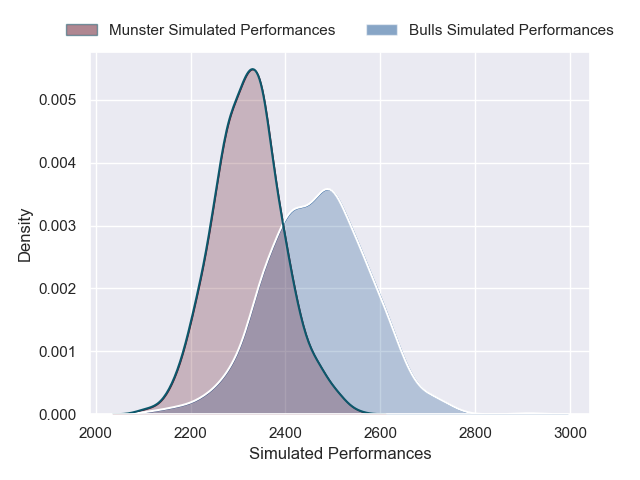 Munster Simulated Performances Bulls Simulated Performances
0.005
0.004
0.003
0.002
0.001
0.000
Density
2000 2200 2400 2600 2800 3000
Simulated Performances